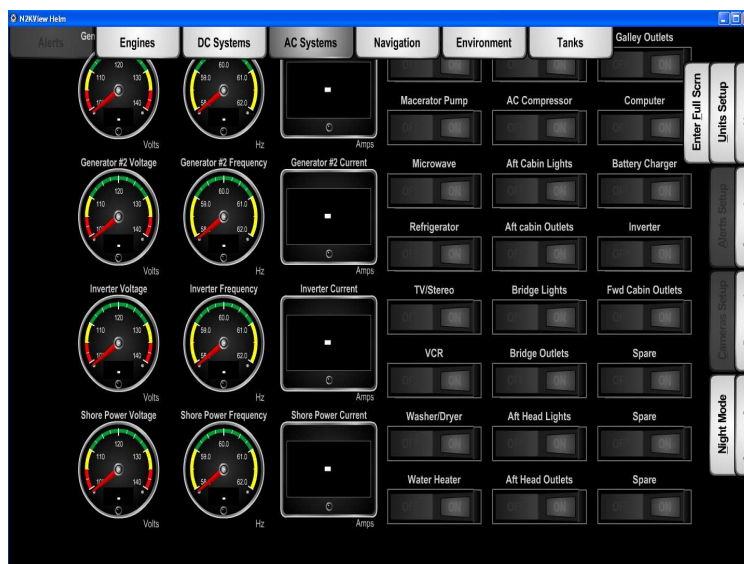 N2KView Helm
Alerts
Engines
DC Systems
AC Systems
Navigation
Environment
Tanks
Gen
Galley Outlets
Enter Full Scrn
Units Setup
Alerts Setup
Cameras Setup
Night Mode
110 120 130 140
Volts
59.0 60.0 61.0 62.0
Hz
Amps
Macerator Pump
AC Compressor
Computer
ON ON ON
Generator #2 Voltage
Generator #2 Frequency
Generator #2 Current
110 120 130 140
Volts
59.0 60.0 61.0 62.0
Hz
Amps
Microwave
Aft Cabin Lights
Battery Charger
ON ON ON
Refrigerator
Aft cabin Outlets
Inverter
ON ON ON
Inverter Voltage
Inverter Frequency
Inverter Current
110 120 130 140
Volts
59.0 60.0 61.0 62.0
Hz
Amps
TV/Stereo
Bridge Lights
Fwd Cabin Outlets
ON ON ON
VCR
Bridge Outlets
Spare
ON ON ON
Shore Power Voltage
Shore Power Frequency
Shore Power Current
110 120 130 140
Volts
59.0 60.0 61.0 62.0
Hz
Amps
Washer/Dryer
Aft Head Lights
Spare
ON ON ON
Water Heater
Aft Head Outlets
Spare
ON ON ON